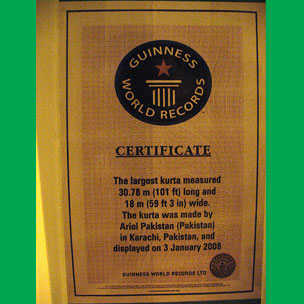 GUINNESS
WORLD RECORDS
CERTIFICATE
The largest kurta measured
30.78 m (101 ft) long and
18 m (59 ft 3 in) wide.
The kurta was made by
Ariel Pakistan (Pakistan)
in Karachi, Pakistan, and
displayed on 3 January 2008
GUINNESS WORLD RECORDS LTD